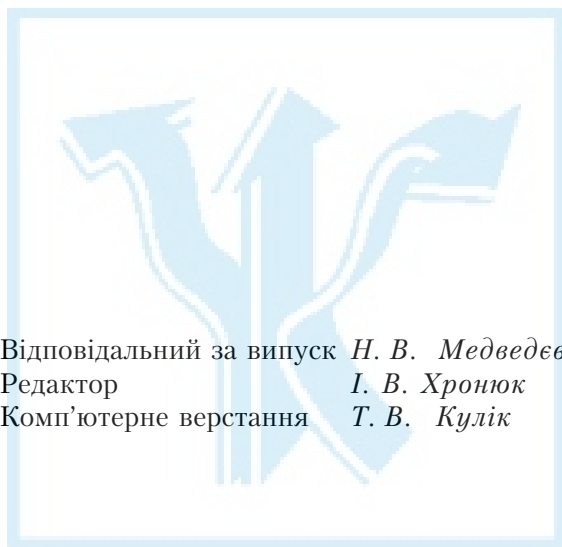 Відповідальний за випуск Н. В. Медведєв
Редактор І. В. Хронюк
Комп’ютерне верстання Т. В. Кулік